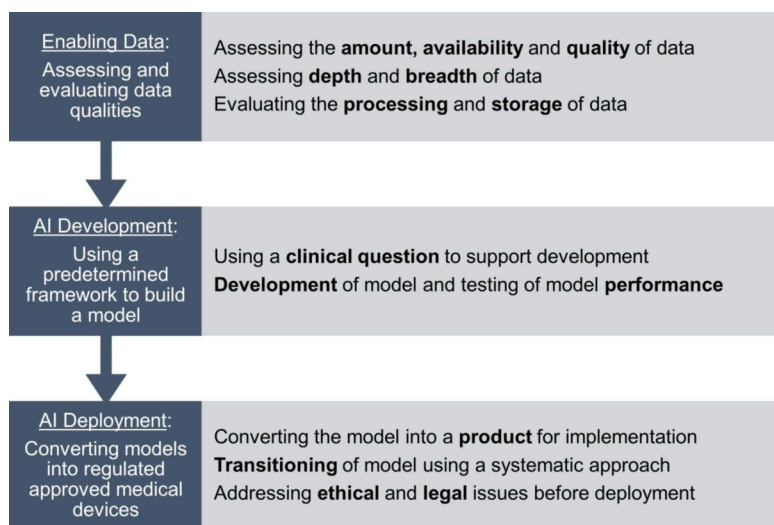 Enabling Data:
Assessing and
evaluating data
qualities
Assessing the amount, availability and quality of data
Assessing depth and breadth of data
Evaluating the processing and storage of data
AI Development:
Using a
predetermined
framework to build
a model
Using a clinical question to support development
Development of model and testing of model performance
AI Deployment:
Converting models
into regulated
approved medical
devices
Converting the model into a product for implementation
Transitioning of model using a systematic approach
Addressing ethical and legal issues before deployment